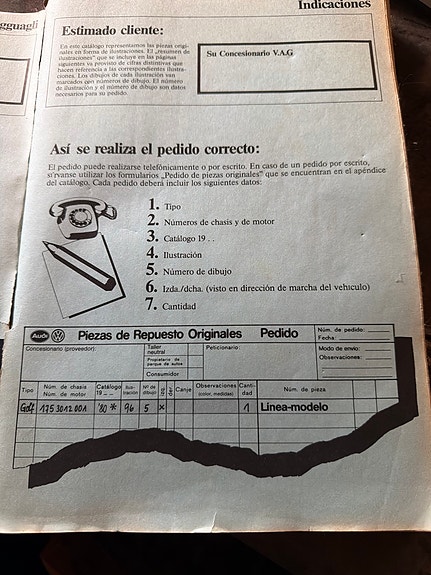 gguagli
Indicaciones
Estimado cliente:
En este catálogo representamos las piezas origi-
nales en forma de ilustraciones. El „resumen de
ilustraciones" que se incluye en las páginas
siguientes va provisto de cifras distintivas que
hacen referencia a las correspondientes ilustra-
ciones. Los dibujos de cada ilustración van
marcados con números de dibujo. El número de
ilustración y el número de dibujo son datos
necesarios para su pedido.
Su Concesionario V.A.G
Así se realiza el pedido correcto:
El pedido puede realizarse telefónicamente o por escrito. En caso de un pedido por escrito,
sírvanse utilizar los formularios „Pedido de piezas originales" que se encuentran en el apéndice
del catálogo. Cada pedido deberá incluir los siguientes datos:
1. Tipo
2. Números de chasis y de motor
3. Catálogo 19 . .
4. Ilustración
5. Número de dibujo
6. Izda./dcha. (visto en dirección de marcha del vehículo)
7. Cantidad
Audi VW Piezas de Repuesto Originales Pedido
Núm. de pedido:
Fecha:
Concesionario (proveedor):
Taller neutral
Propietario de parque de autos
Consumidor
Peticionario:
Modo de envío:
Observaciones:
Tipo Núm. de chasis Núm. de motor Catálogo 19 _ _ Ilus-tración Nº de dibujo izq. der. Canje Observaciones (color, medidas) Canti-dad Núm. de pieza
Golf 175 3012 001 '80 * 96 5 x 1 Línea-modelo